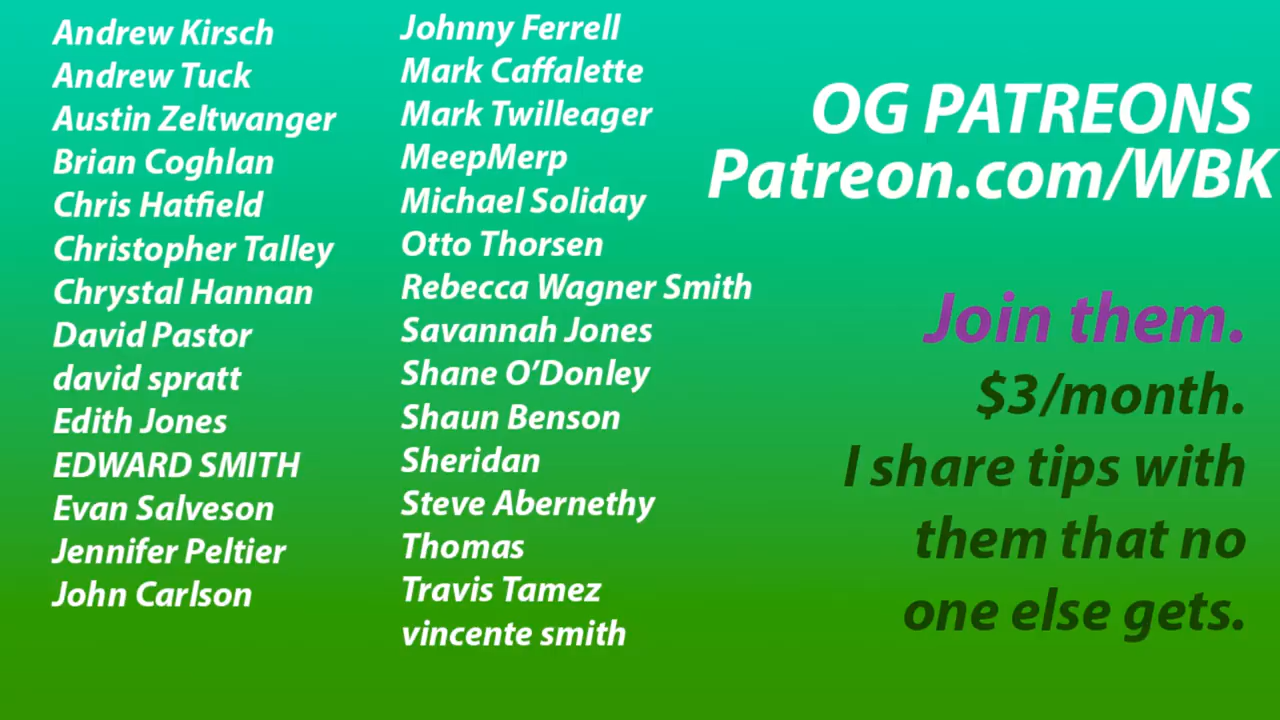 Andrew Kirsch
Andrew Tuck
Austin Zeltwanger
Brian Coghlan
Chris Hatfield
Christopher Talley
Chrystal Hannan
David Pastor
david spratt
Edith Jones
EDWARD SMITH
Evan Salveson
Jennifer Peltier
John Carlson
Johnny Ferrell
Mark Caffalette
Mark Twilleager
MeepMerp
Michael Soliday
Otto Thorsen
Rebecca Wagner Smith
Savannah Jones
Shane O’Donley
Shaun Benson
Sheridan
Steve Abernethy
Thomas
Travis Tamez
vincente smith
OG PATREONS
Patreon.com/WBK
Join them.
$3/month.
I share tips with
them that no
one else gets.